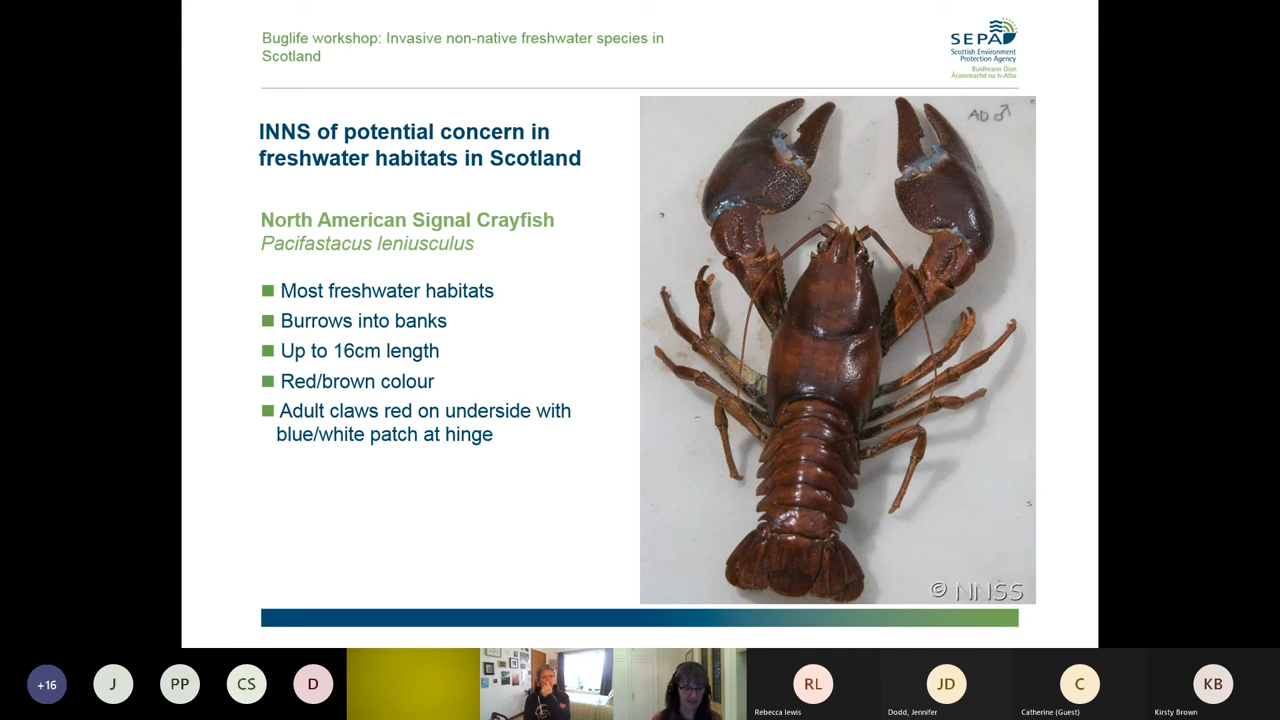 Buglife workshop: Invasive non-native freshwater species in
Scotland
SEPA
Scottish Environment
Protection Agency
Buidheann Dìon
Àrainneachd na h-Alba
INNS of potential concern in
freshwater habitats in Scotland
North American Signal Crayfish
Pacifastacus leniusculus
Most freshwater habitats
Burrows into banks
Up to 16cm length
Red/brown colour
Adult claws red on underside with
blue/white patch at hinge
AD ♂
© NNSS
+16
J
PP
CS
D
RL
JD
C
KB
Rebecca lewis
Dodd, Jennifer
Catherine (Guest)
Kirsty Brown